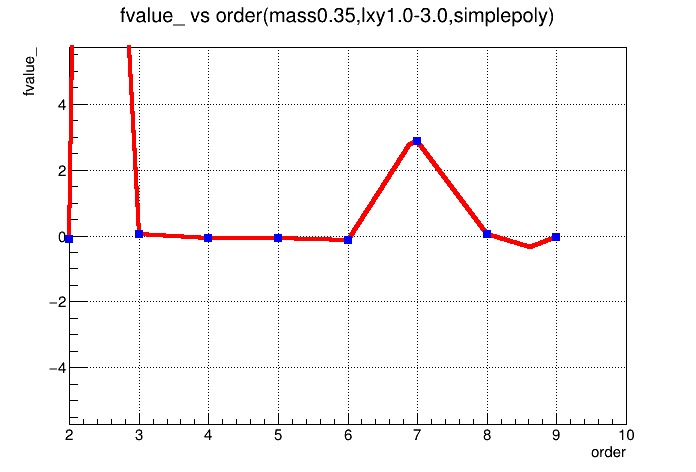 fvalue_ vs order(mass0.35,lxy1.0-3.0,simplepoly)
fvalue_
4
2
0
−2
−4
2 3 4 5 6 7 8 9 10
order